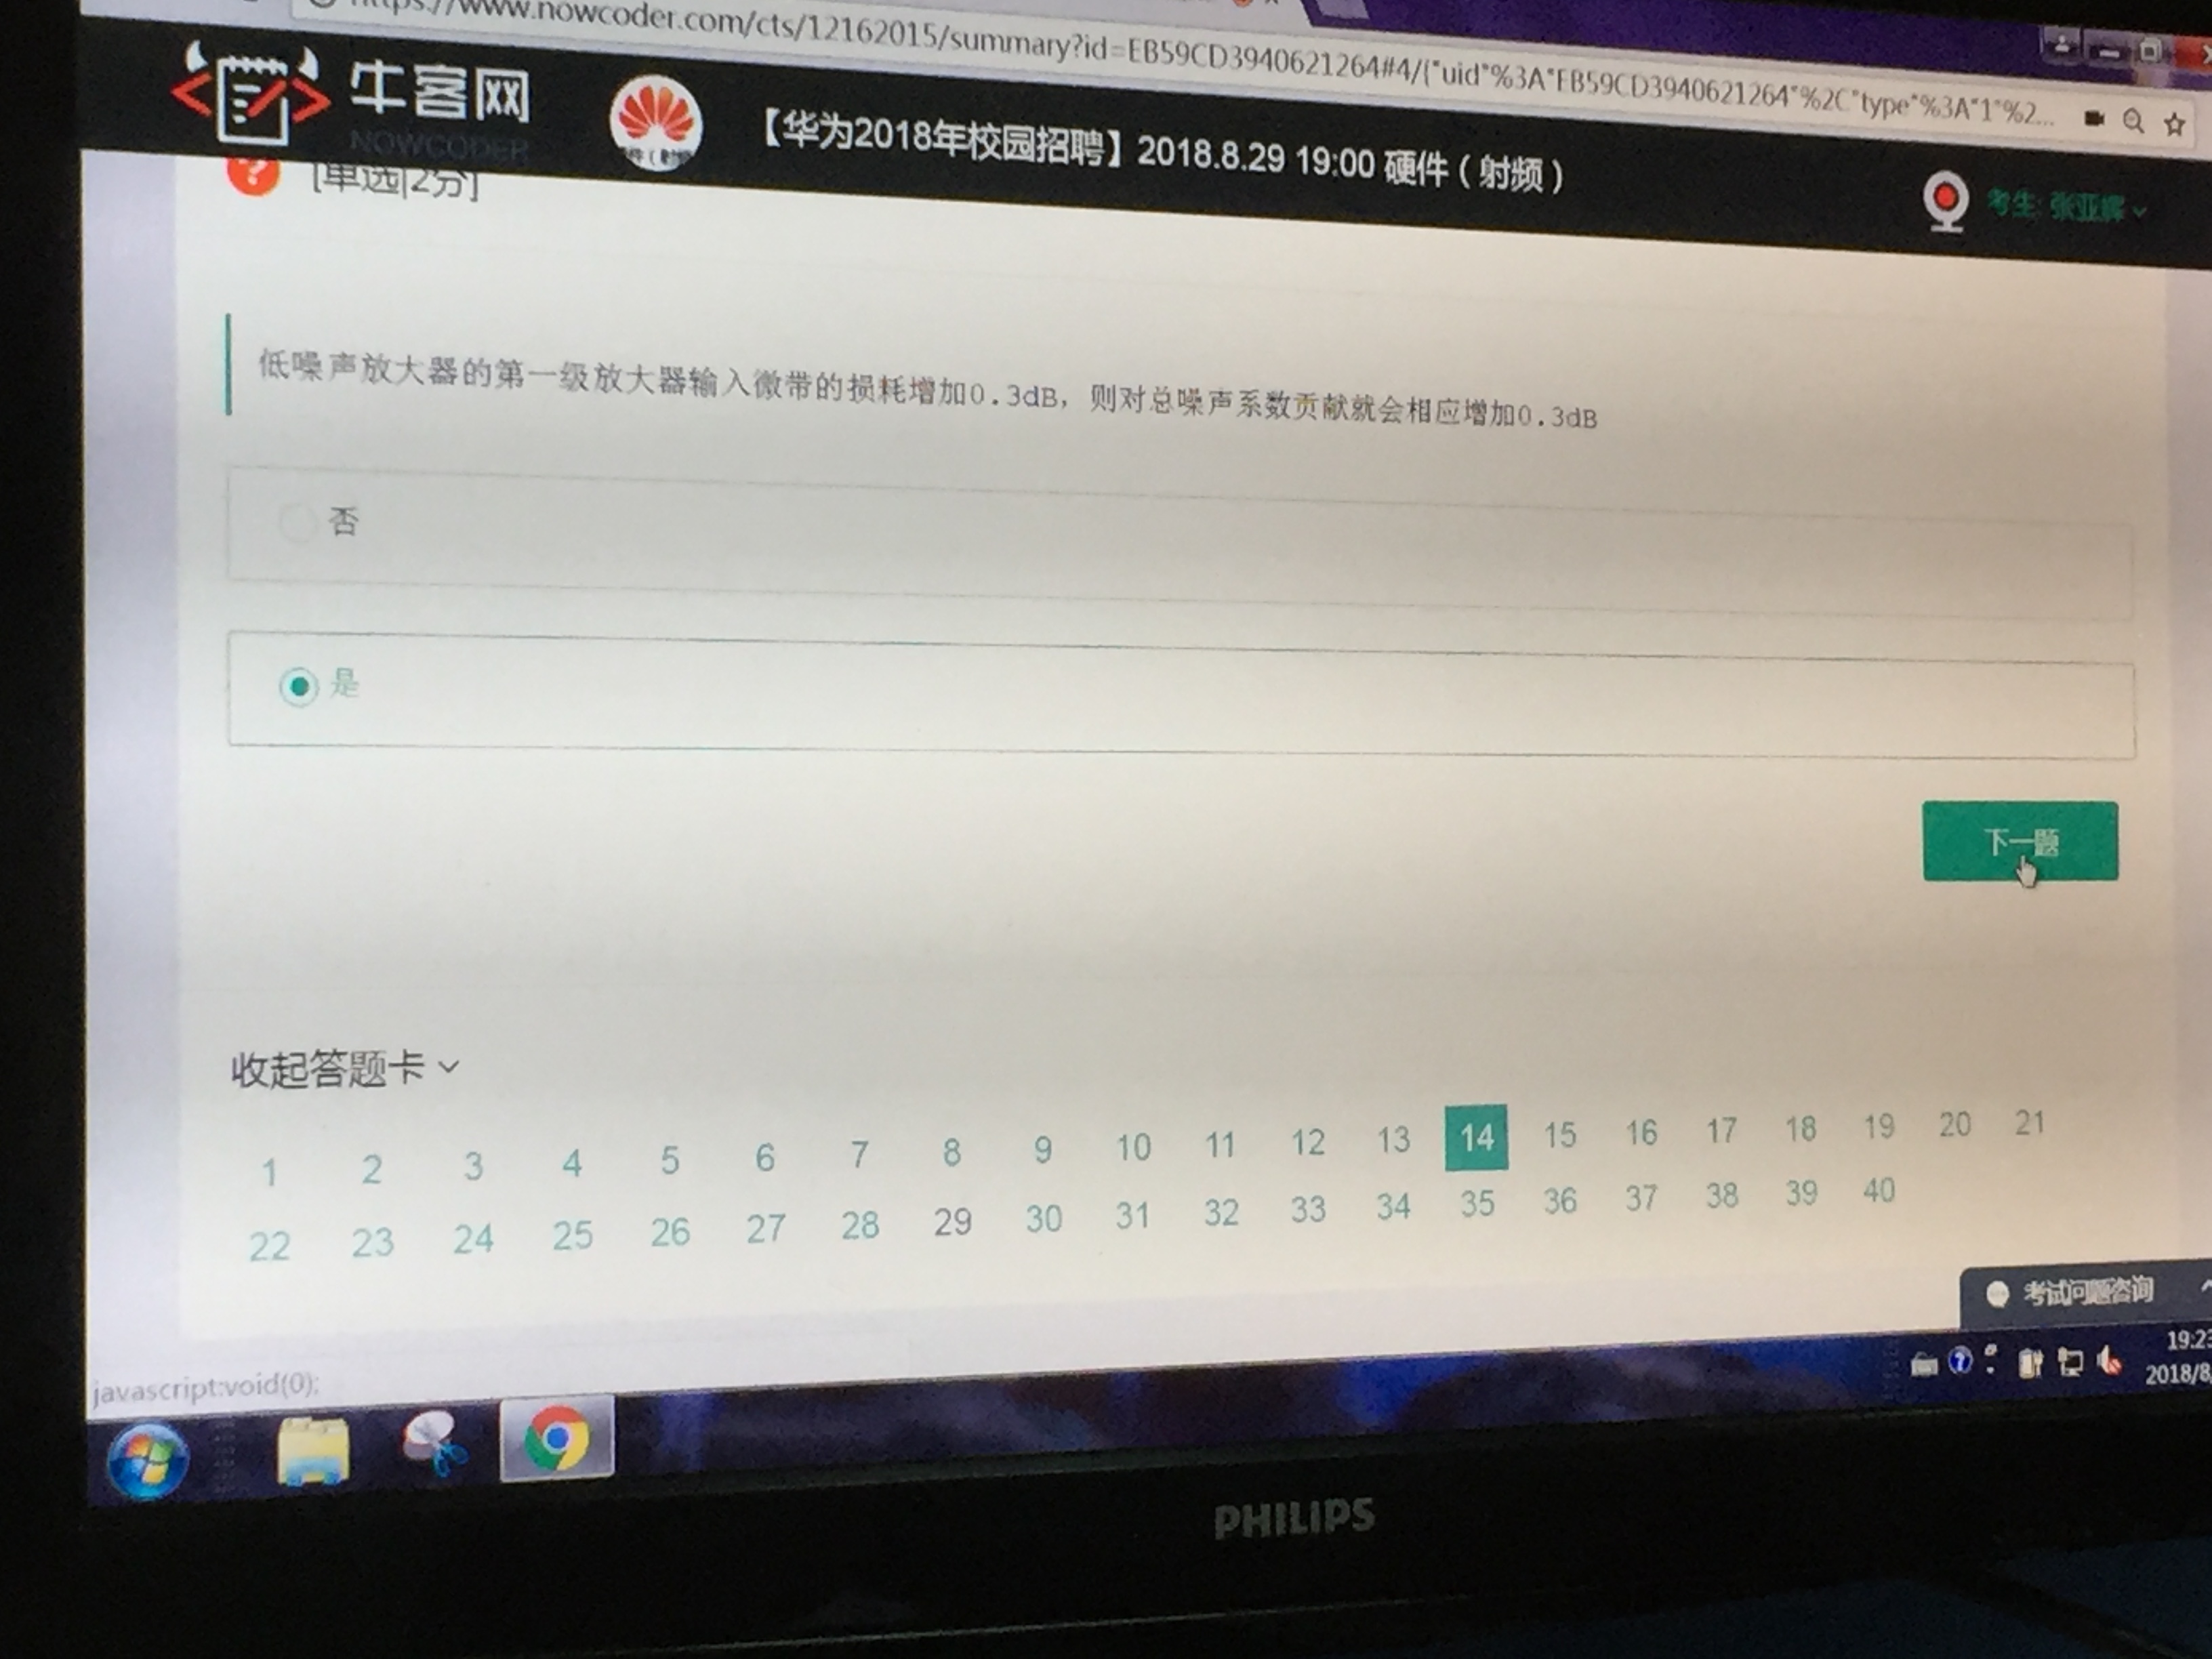 https://www.nowcoder.com/cts/12162015/summary?id=EB59CD3940621264#4/{"uid"%3A"EB59CD3940621264"%2C"type"%3A"1"%2...
牛客网
NOWCODER
【华为2018年校园招聘】2018.8.29 19:00 硬件（射频）
考生: 张亚辉
? [单选|2分]
低噪声放大器的第一级放大器输入微带的损耗增加0.3dB，则对总噪声系数贡献就会相应增加0.3dB
否
是
下一题
收起答题卡
1 2 3 4 5 6 7 8 9 10 11 12 13 14 15 16 17 18 19 20 21
22 23 24 25 26 27 28 29 30 31 32 33 34 35 36 37 38 39 40
考试问题咨询
javascript:void(0);
19:23
2018/8/
PHILIPS